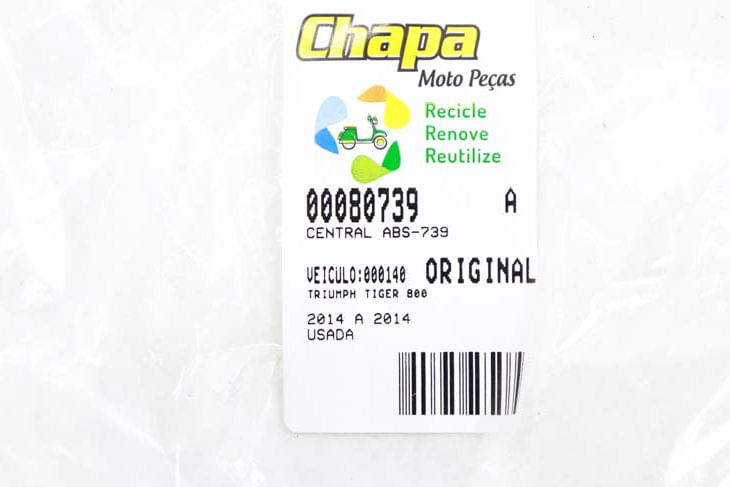 Chapa
Moto Peças
Recicle
Renove
Reutilize
00080739 A
CENTRAL ABS-739
VEICULO:000140 ORIGINAL
TRIUMPH TIGER 800
2014 A 2014
USADA